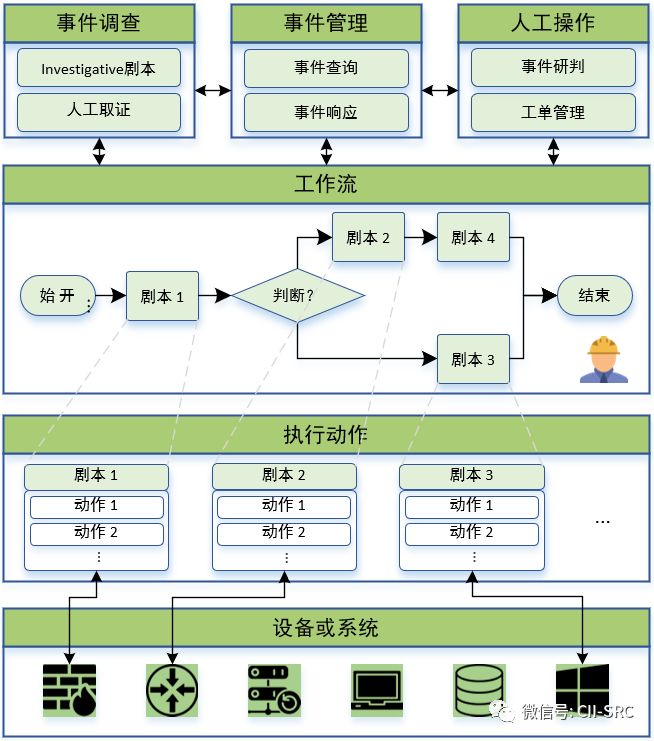 事件调查
事件管理
人工操作
Investigative剧本
人工取证
事件查询
事件响应
事件研判
工单管理
工作流
始 开
:
剧本 1
判断?
剧本 2
剧本 4
剧本 3
结束
执行动作
剧本 1
动作 1
动作 2
⋮
剧本 2
动作 1
动作 2
⋮
剧本 3
动作 1
动作 2
⋮
...
设备或系统
微信号: CII-SRC